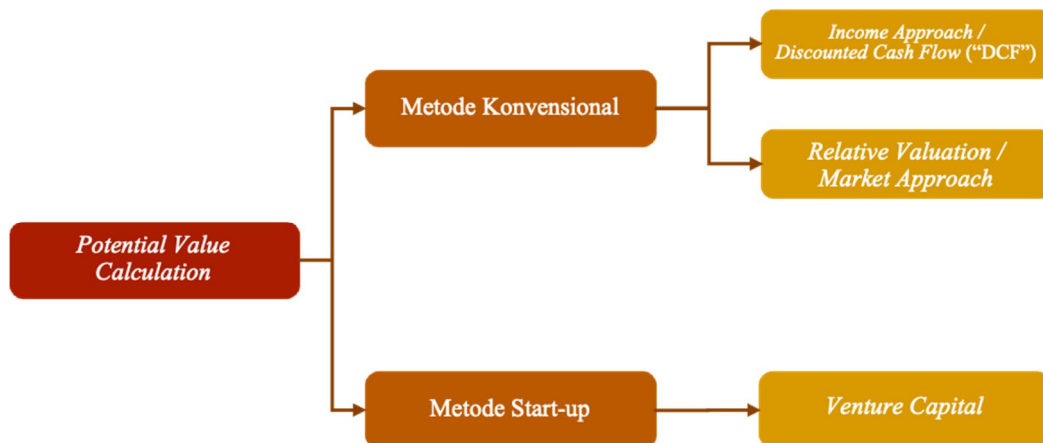 Income Approach /
Discounted Cash Flow (“DCF”)
Metode Konvensional
Relative Valuation /
Market Approach
Potential Value
Calculation
Metode Start-up
Venture Capital